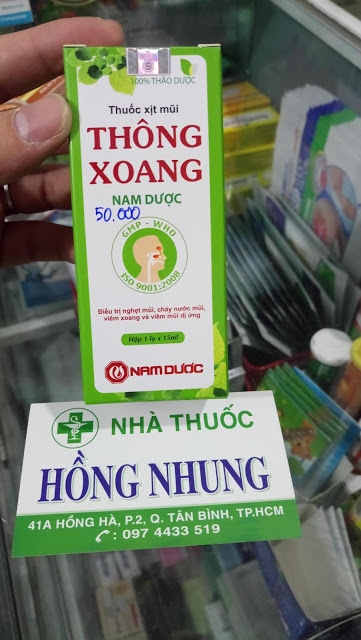 100% THẢO DƯỢC
Thuốc xịt mũi
THÔNG
XOANG
NAM DƯỢC
50.000
GMP - WHO
ISO 9001:2008
Điều trị nghẹt mũi, chảy nước mũi,
viêm xoang và viêm mũi dị ứng
Hộp 1 lọ x 15ml
NAM DƯỢC
NHÀ THUỐC
HỒNG NHUNG
41A HỒNG HÀ, P.2, Q. TÂN BÌNH, TP.HCM
: 097 4433 519